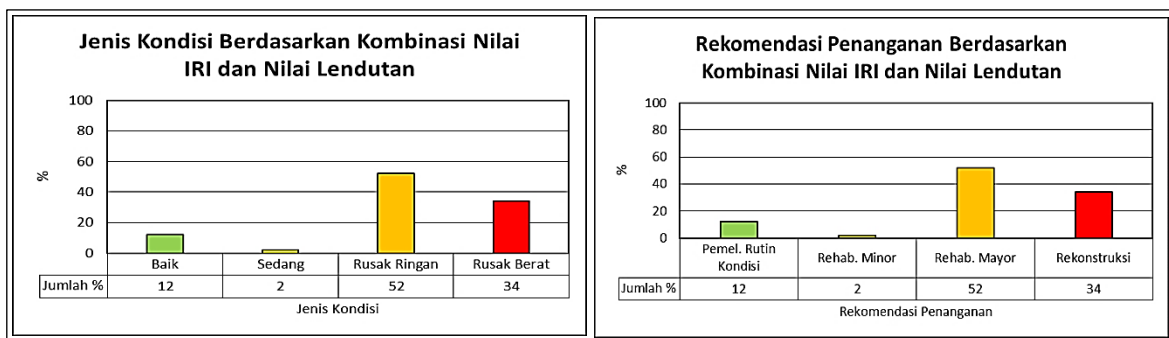 Jenis Kondisi Berdasarkan Kombinasi Nilai
IRI dan Nilai Lendutan
100
80
60
40
20
0
%
Baik Sedang Rusak Ringan Rusak Berat
Jumlah % 12 2 52 34
Jenis Kondisi
Rekomendasi Penanganan Berdasarkan
Kombinasi Nilai IRI dan Nilai Lendutan
100
80
60
40
20
0
%
Pemel. Rutin
Kondisi Rehab. Minor Rehab. Mayor Rekonstruksi
Jumlah % 12 2 52 34
Rekomendasi Penanganan